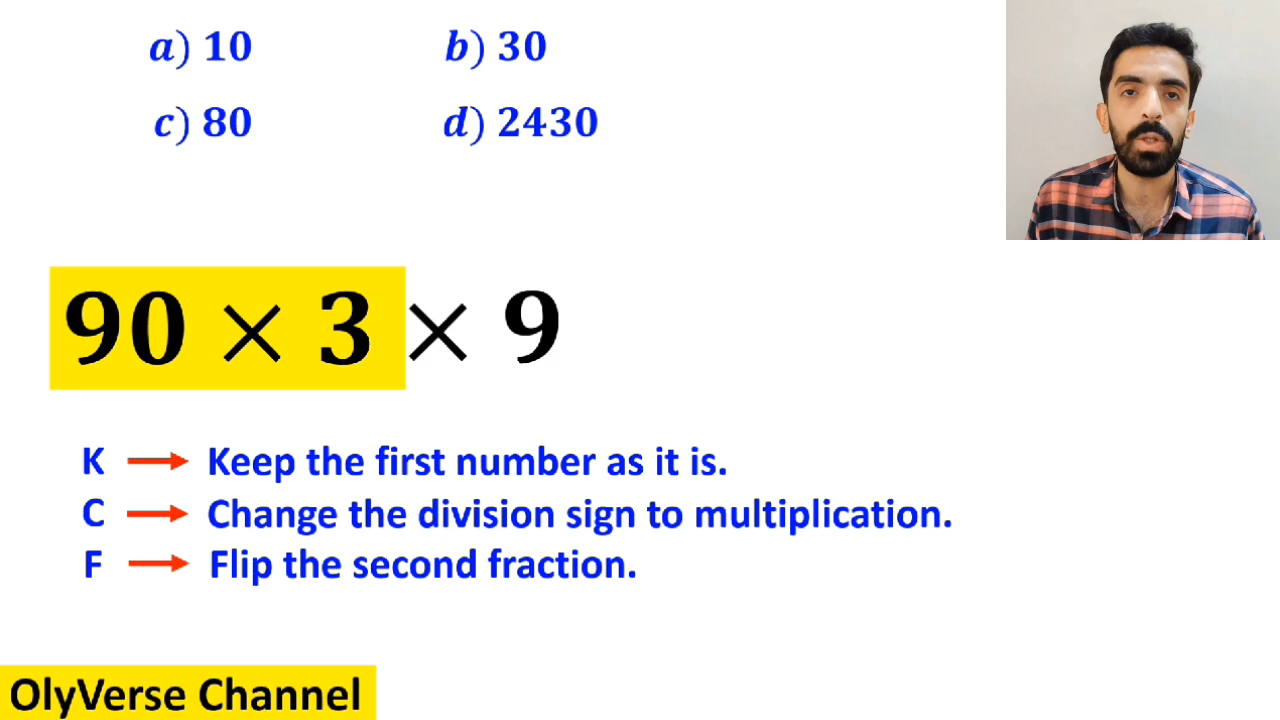 a) 10 b) 30
c) 80 d) 2430
90 × 3 × 9
K → Keep the first number as it is.
C → Change the division sign to multiplication.
F → Flip the second fraction.
OlyVerse Channel